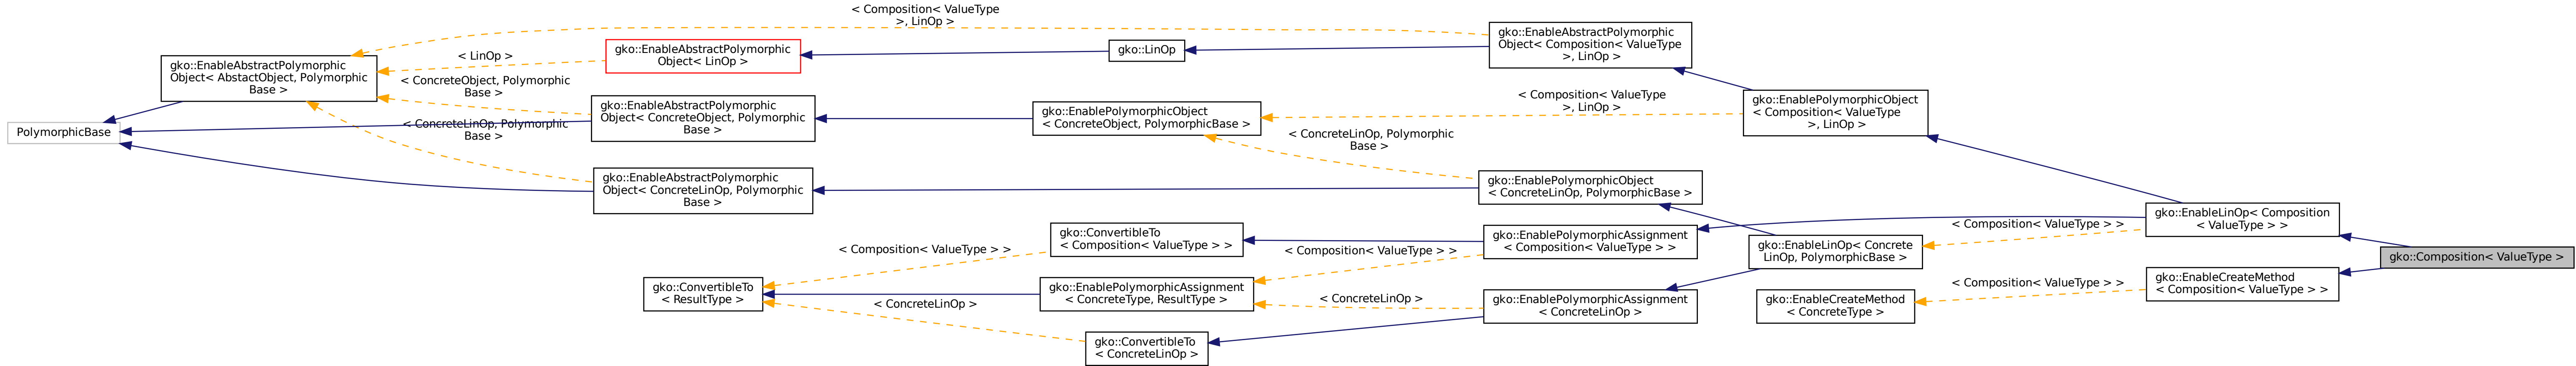 PolymorphicBase
gko::EnableAbstractPolymorphic
Object< AbstactObject, Polymorphic
Base >
< Composition< ValueType
>, LinOp >
< LinOp >
< ConcreteObject, Polymorphic
Base >
< ConcreteLinOp, Polymorphic
Base >
gko::EnableAbstractPolymorphic
Object< LinOp >
gko::EnableAbstractPolymorphic
Object< ConcreteObject, Polymorphic
Base >
gko::EnableAbstractPolymorphic
Object< ConcreteLinOp, Polymorphic
Base >
gko::ConvertibleTo
< ResultType >
< Composition< ValueType > >
< ConcreteLinOp >
gko::LinOp
gko::EnablePolymorphicObject
< ConcreteObject, PolymorphicBase >
gko::ConvertibleTo
< Composition< ValueType > >
gko::EnablePolymorphicAssignment
< ConcreteType, ResultType >
gko::ConvertibleTo
< ConcreteLinOp >
< Composition< ValueType
>, LinOp >
< ConcreteLinOp, Polymorphic
Base >
< Composition< ValueType > >
< ConcreteLinOp >
gko::EnableAbstractPolymorphic
Object< Composition< ValueType
>, LinOp >
gko::EnablePolymorphicObject
< ConcreteLinOp, PolymorphicBase >
gko::EnablePolymorphicAssignment
< Composition< ValueType > >
gko::EnablePolymorphicAssignment
< ConcreteLinOp >
gko::EnablePolymorphicObject
< Composition< ValueType
>, LinOp >
gko::EnableLinOp< Concrete
LinOp, PolymorphicBase >
gko::EnableCreateMethod
< ConcreteType >
< Composition< ValueType > >
< Composition< ValueType > >
gko::EnableLinOp< Composition
< ValueType > >
gko::EnableCreateMethod
< Composition< ValueType > >
gko::Composition< ValueType >